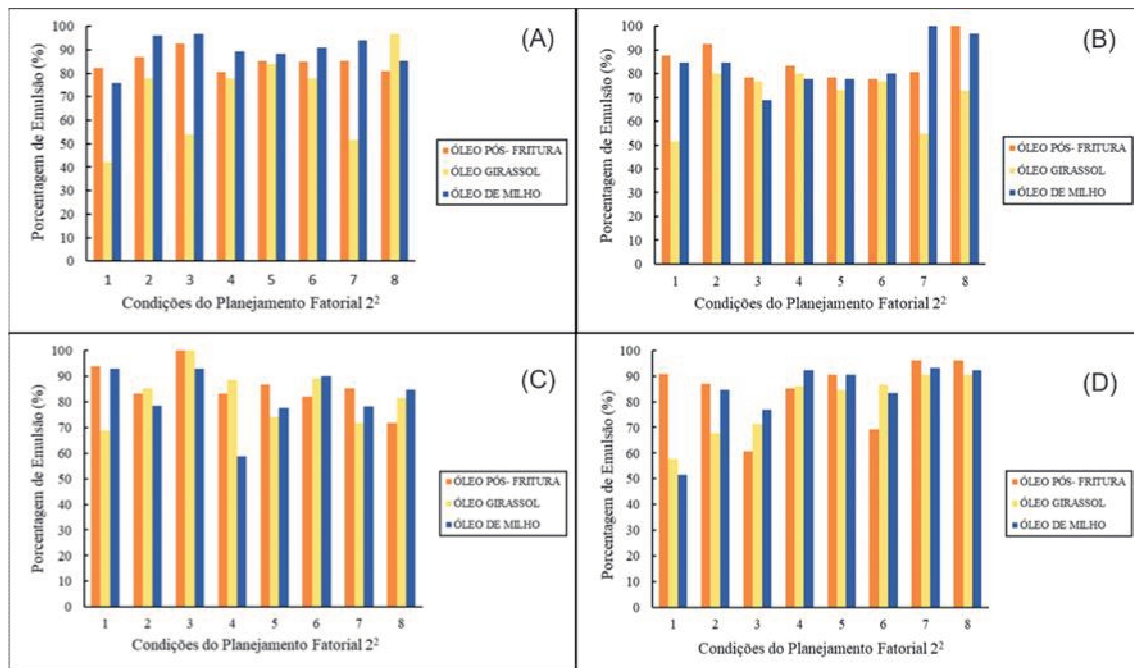 (A)
Porcentagem de Emulsão (%)
100
90
80
70
60
50
40
30
20
10
0
1 2 3 4 5 6 7 8
Condições do Planejamento Fatorial 2²
ÓLEO PÓS- FRITURA
ÓLEO GIRASSOL
ÓLEO DE MILHO
(B)
Porcentagem de Emulsão (%)
100
90
80
70
60
50
40
30
20
10
0
1 2 3 4 5 6 7 8
Condições do Planejamento Fatorial 2²
ÓLEO PÓS- FRITURA
ÓLEO GIRASSOL
ÓLEO DE MILHO
(C)
Porcentagem de Emulsão (%)
100
90
80
70
60
50
40
30
20
10
0
1 2 3 4 5 6 7 8
Condições do Planejamento Fatorial 2²
ÓLEO PÓS- FRITURA
ÓLEO GIRASSOL
ÓLEO DE MILHO
(D)
Porcentagem de Emulsão (%)
100
90
80
70
60
50
40
30
20
10
0
1 2 3 4 5 6 7 8
Condições do Planejamento Fatorial 2²
ÓLEO PÓS- FRITURA
ÓLEO GIRASSOL
ÓLEO DE MILHO